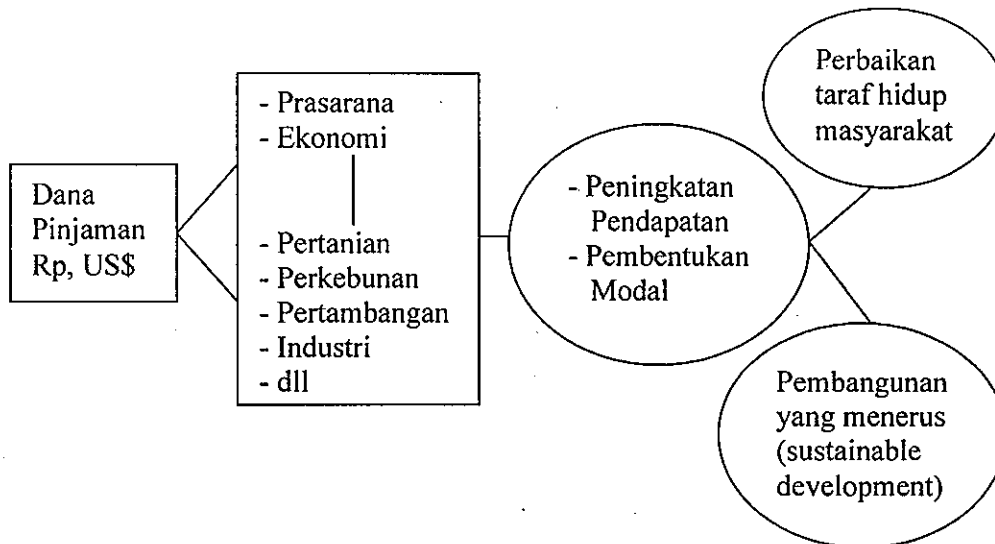 Dana
Pinjaman
Rp, US$
- Prasarana
- Ekonomi
- Pertanian
- Perkebunan
- Pertambangan
- Industri
- dll
- Peningkatan
Pendapatan
- Pembentukan
Modal
Perbaikan
taraf hidup
masyarakat
Pembangunan
yang menerus
(sustainable
development)